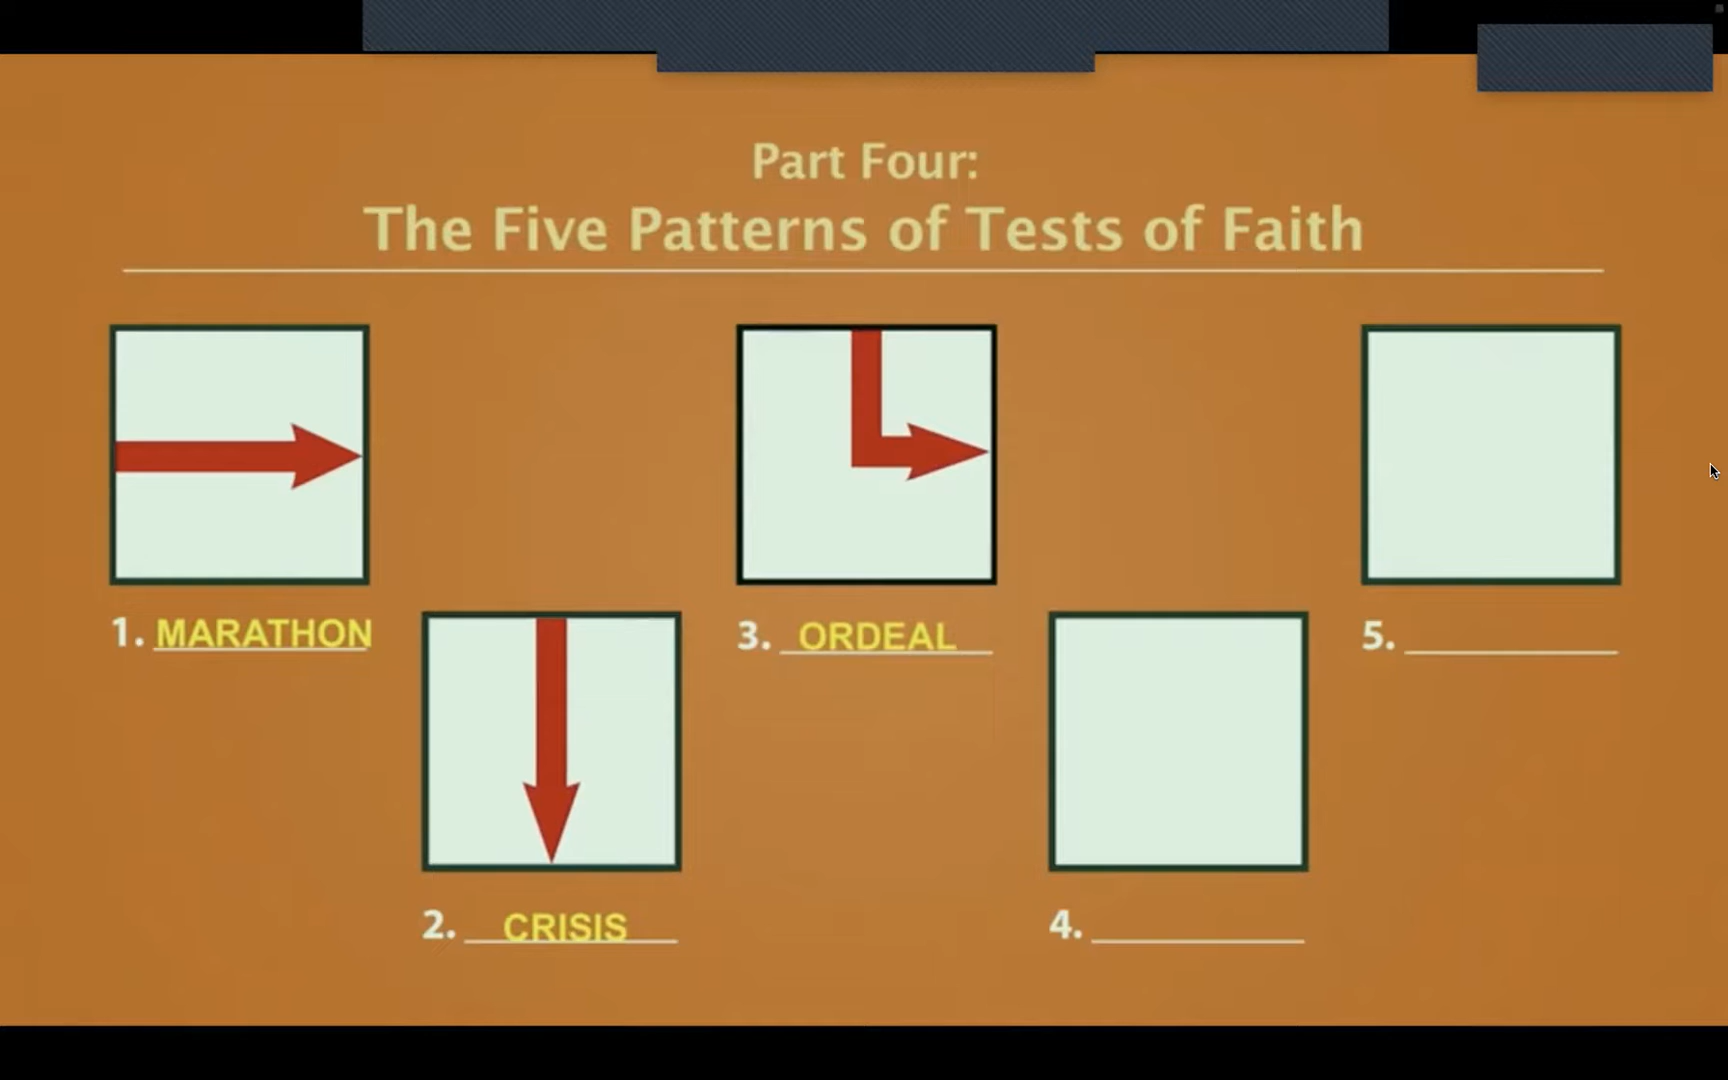 Part Four:
The Five Patterns of Tests of Faith
1. MARATHON
2. CRISIS
3. ORDEAL
4.
5.